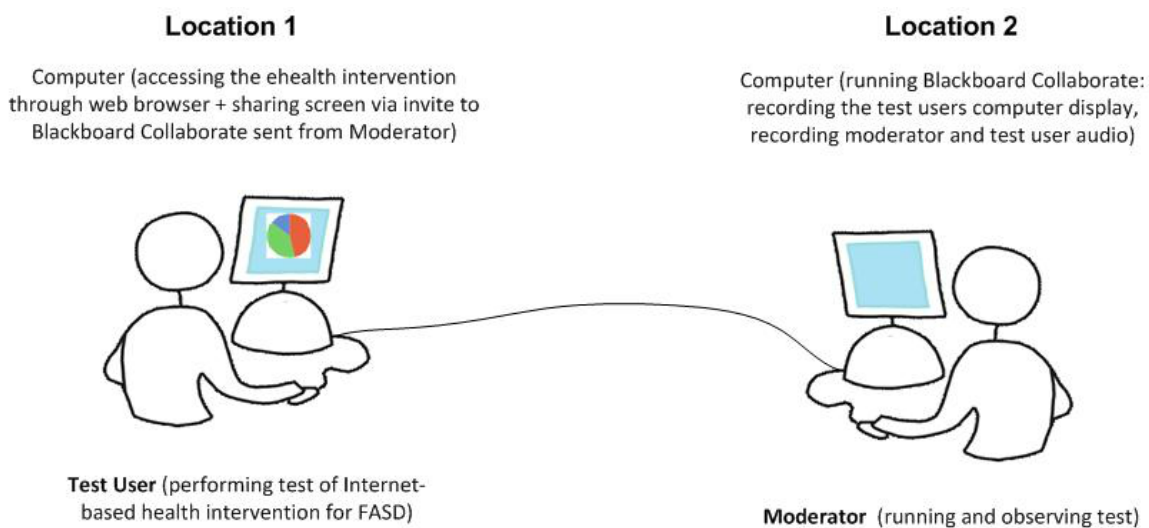 Location 1
Computer (accessing the ehealth intervention
through web browser + sharing screen via invite to
Blackboard Collaborate sent from Moderator)
Test User (performing test of Internet-
based health intervention for FASD)
Location 2
Computer (running Blackboard Collaborate:
recording the test users computer display,
recording moderator and test user audio)
Moderator (running and observing test)